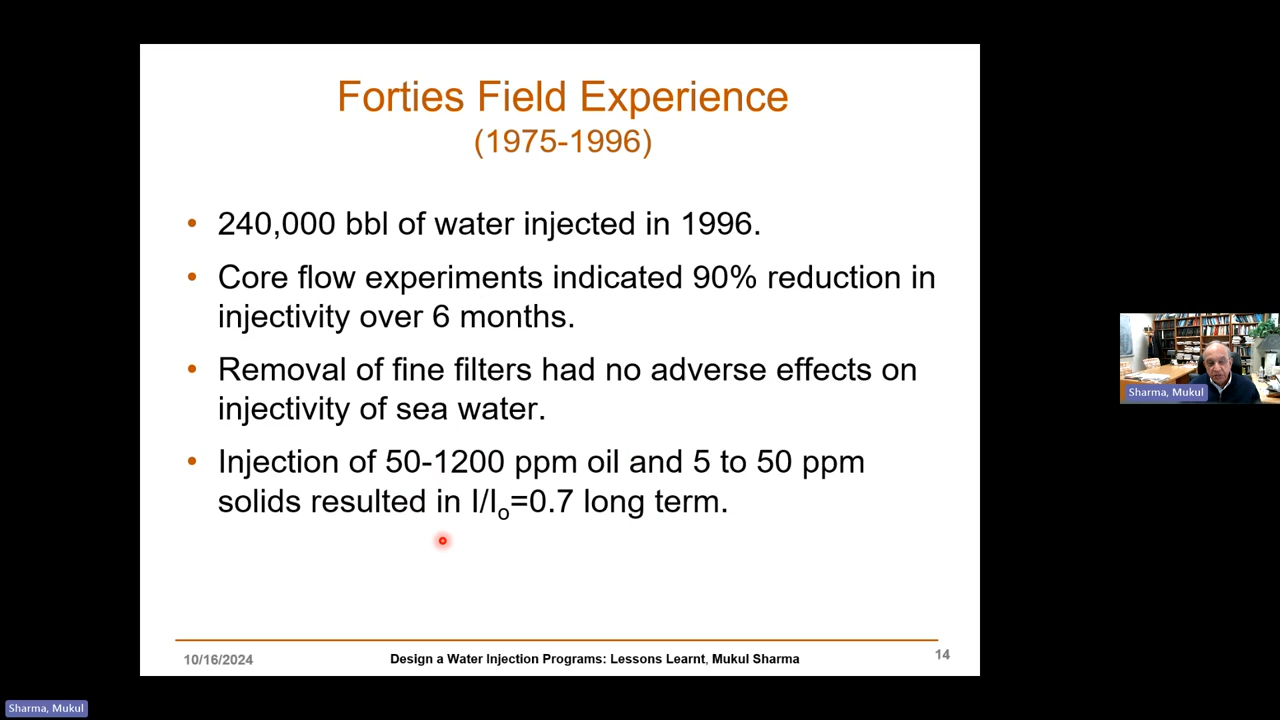 Forties Field Experience
(1975-1996)
• 240,000 bbl of water injected in 1996.
• Core flow experiments indicated 90% reduction in
injectivity over 6 months.
• Removal of fine filters had no adverse effects on
injectivity of sea water.
• Injection of 50-1200 ppm oil and 5 to 50 ppm
solids resulted in I/Io=0.7 long term.
10/16/2024
Design a Water Injection Programs: Lessons Learnt, Mukul Sharma
14
Sharma, Mukul
Sharma, Mukul